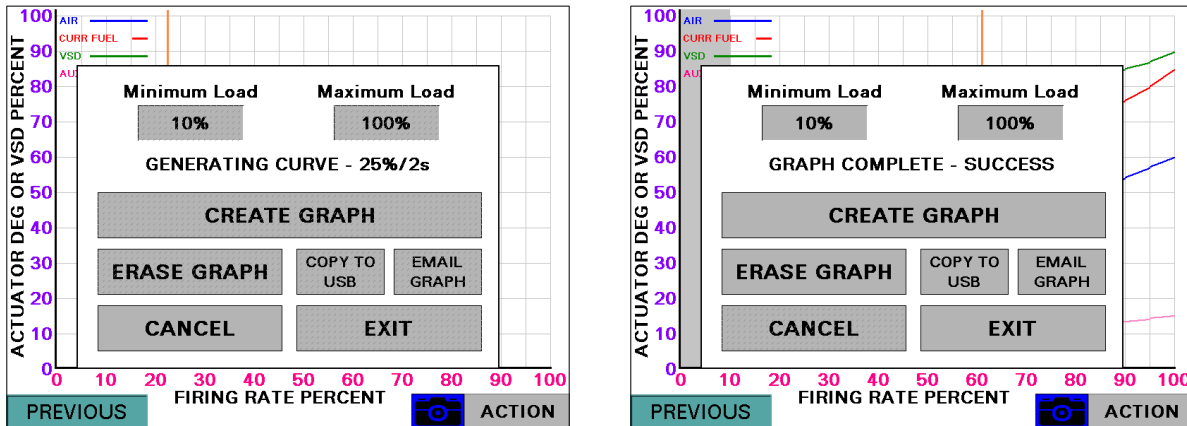 100
AIR
90
CURR FUEL
VSD
AUX
80
70
60
50
40
30
20
10
0
ACTUATOR DEG OR VSD PERCENT
Minimum Load Maximum Load
10% 100%
GENERATING CURVE - 25%/2s
CREATE GRAPH
ERASE GRAPH
COPY TO USB
EMAIL GRAPH
CANCEL EXIT
0 10 20 30 40 50 60 70 80 90 100
FIRING RATE PERCENT
PREVIOUS ACTION
100
AIR
90
CURR FUEL
VSD
80
70
60
50
40
30
20
10
0
ACTUATOR DEG OR VSD PERCENT
Minimum Load Maximum Load
10% 100%
GRAPH COMPLETE - SUCCESS
CREATE GRAPH
ERASE GRAPH
COPY TO USB
EMAIL GRAPH
CANCEL EXIT
0 10 20 30 40 50 60 70 80 90 100
FIRING RATE PERCENT
PREVIOUS ACTION